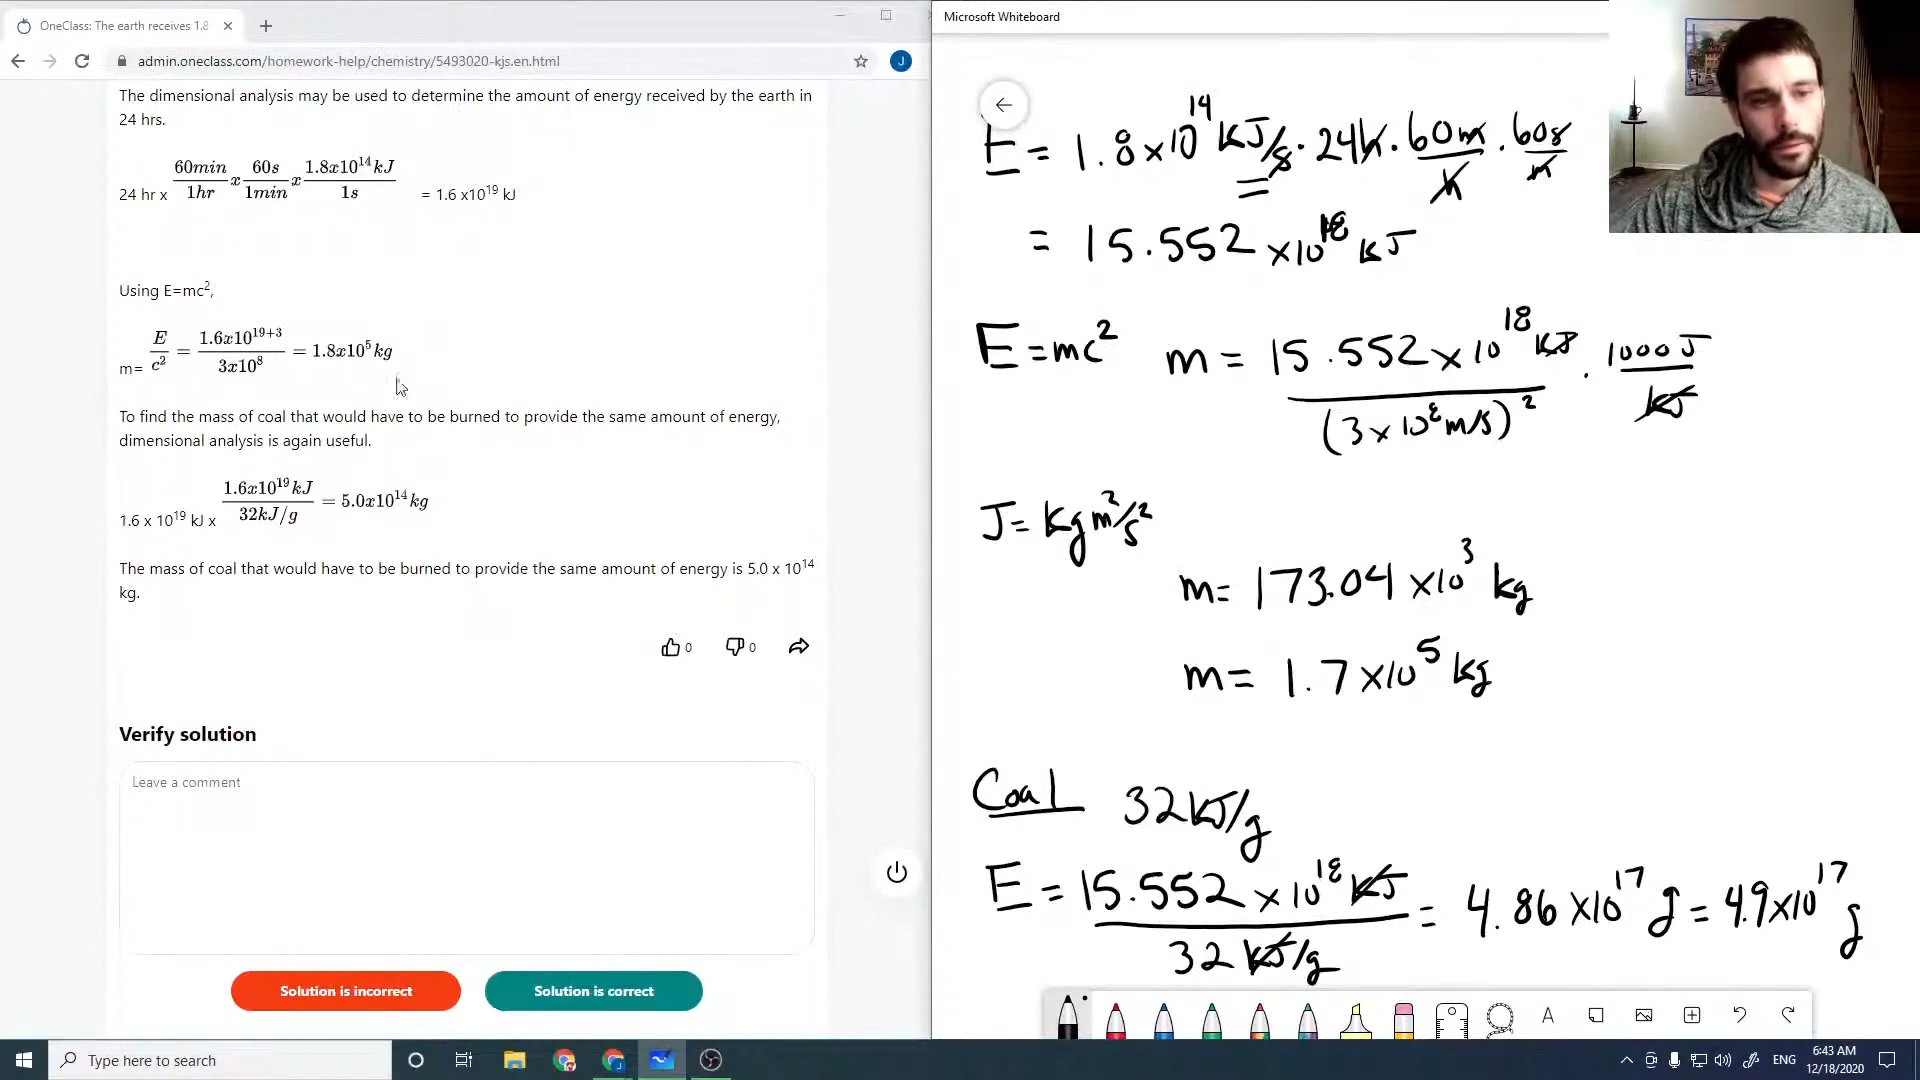 OneClass: The earth receives 1.8
admin.oneclass.com/homework-help/chemistry/5493020-kjs.en.html
J
The dimensional analysis may be used to determine the amount of energy received by the earth in
24 hrs.
24 hr x 60min/1hr x 60s/1min x 1.8x10^14 kJ/1s = 1.6 x10^19 kJ
Using E=mc^2,
m= E/c^2 = 1.6x10^19+3/3x10^8 = 1.8x10^5 kg
To find the mass of coal that would have to be burned to provide the same amount of energy,
dimensional analysis is again useful.
1.6 x 10^19 kJ x 1.6x10^19 kJ/32kJ/g = 5.0x10^14 kg
The mass of coal that would have to be burned to provide the same amount of energy is 5.0 x 10^14
kg.
0 0
Verify solution
Leave a comment
Solution is incorrect
Solution is correct
Microsoft Whiteboard
E = 1.8 x 10^14 kJ/s · 24h · 60m/h · 60s/m
= 15.552 x 10^18 kJ
E = mc^2 m = 15.552 x 10^18 kJ/(3 x 10^8 m/s)^2 · 1000 J/kJ
J = kg m^2/s^2
m = 173.04 x 10^3 kg
m = 1.7 x 10^5 kg
Coal 32 kJ/g
E = 15.552 x 10^18 kJ/32 kJ/g = 4.86 x 10^17 g = 4.9 x 10^17 g
A
Type here to search
ENG
6:43 AM
12/18/2020